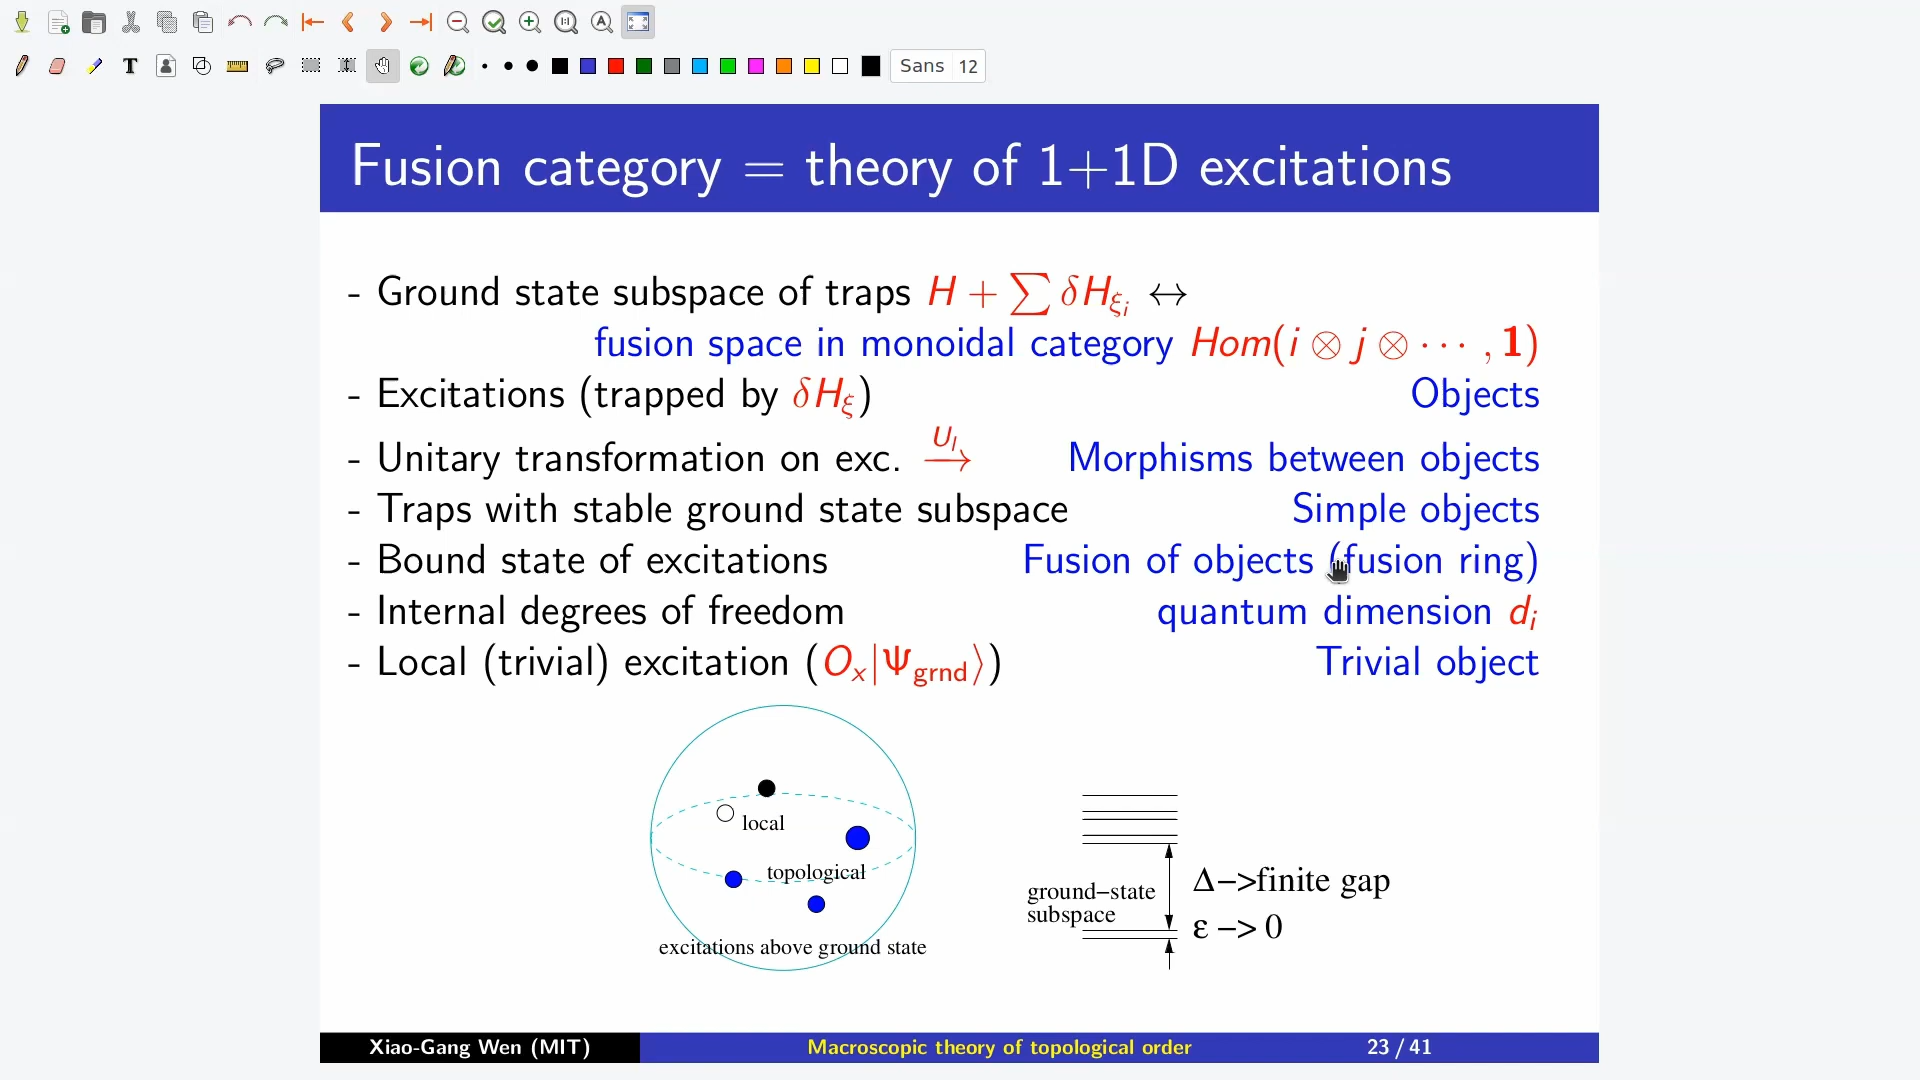 Sans 12
Fusion category = theory of 1+1D excitations
- Ground state subspace of traps H + ∑ δH_{ξ_i} ↔
fusion space in monoidal category Hom(i ⊗ j ⊗ ··· , 1)
- Excitations (trapped by δH_ξ) Objects
- Unitary transformation on exc. \xrightarrow{U_I} Morphisms between objects
- Traps with stable ground state subspace Simple objects
- Bound state of excitations Fusion of objects (fusion ring)
- Internal degrees of freedom quantum dimension d_i
- Local (trivial) excitation (O_x|Ψ_grnd⟩) Trivial object
local
topological
excitations above ground state
ground–state
subspace
Δ–>finite gap
ε –> 0
Xiao-Gang Wen (MIT) Macroscopic theory of topological order 23 / 41